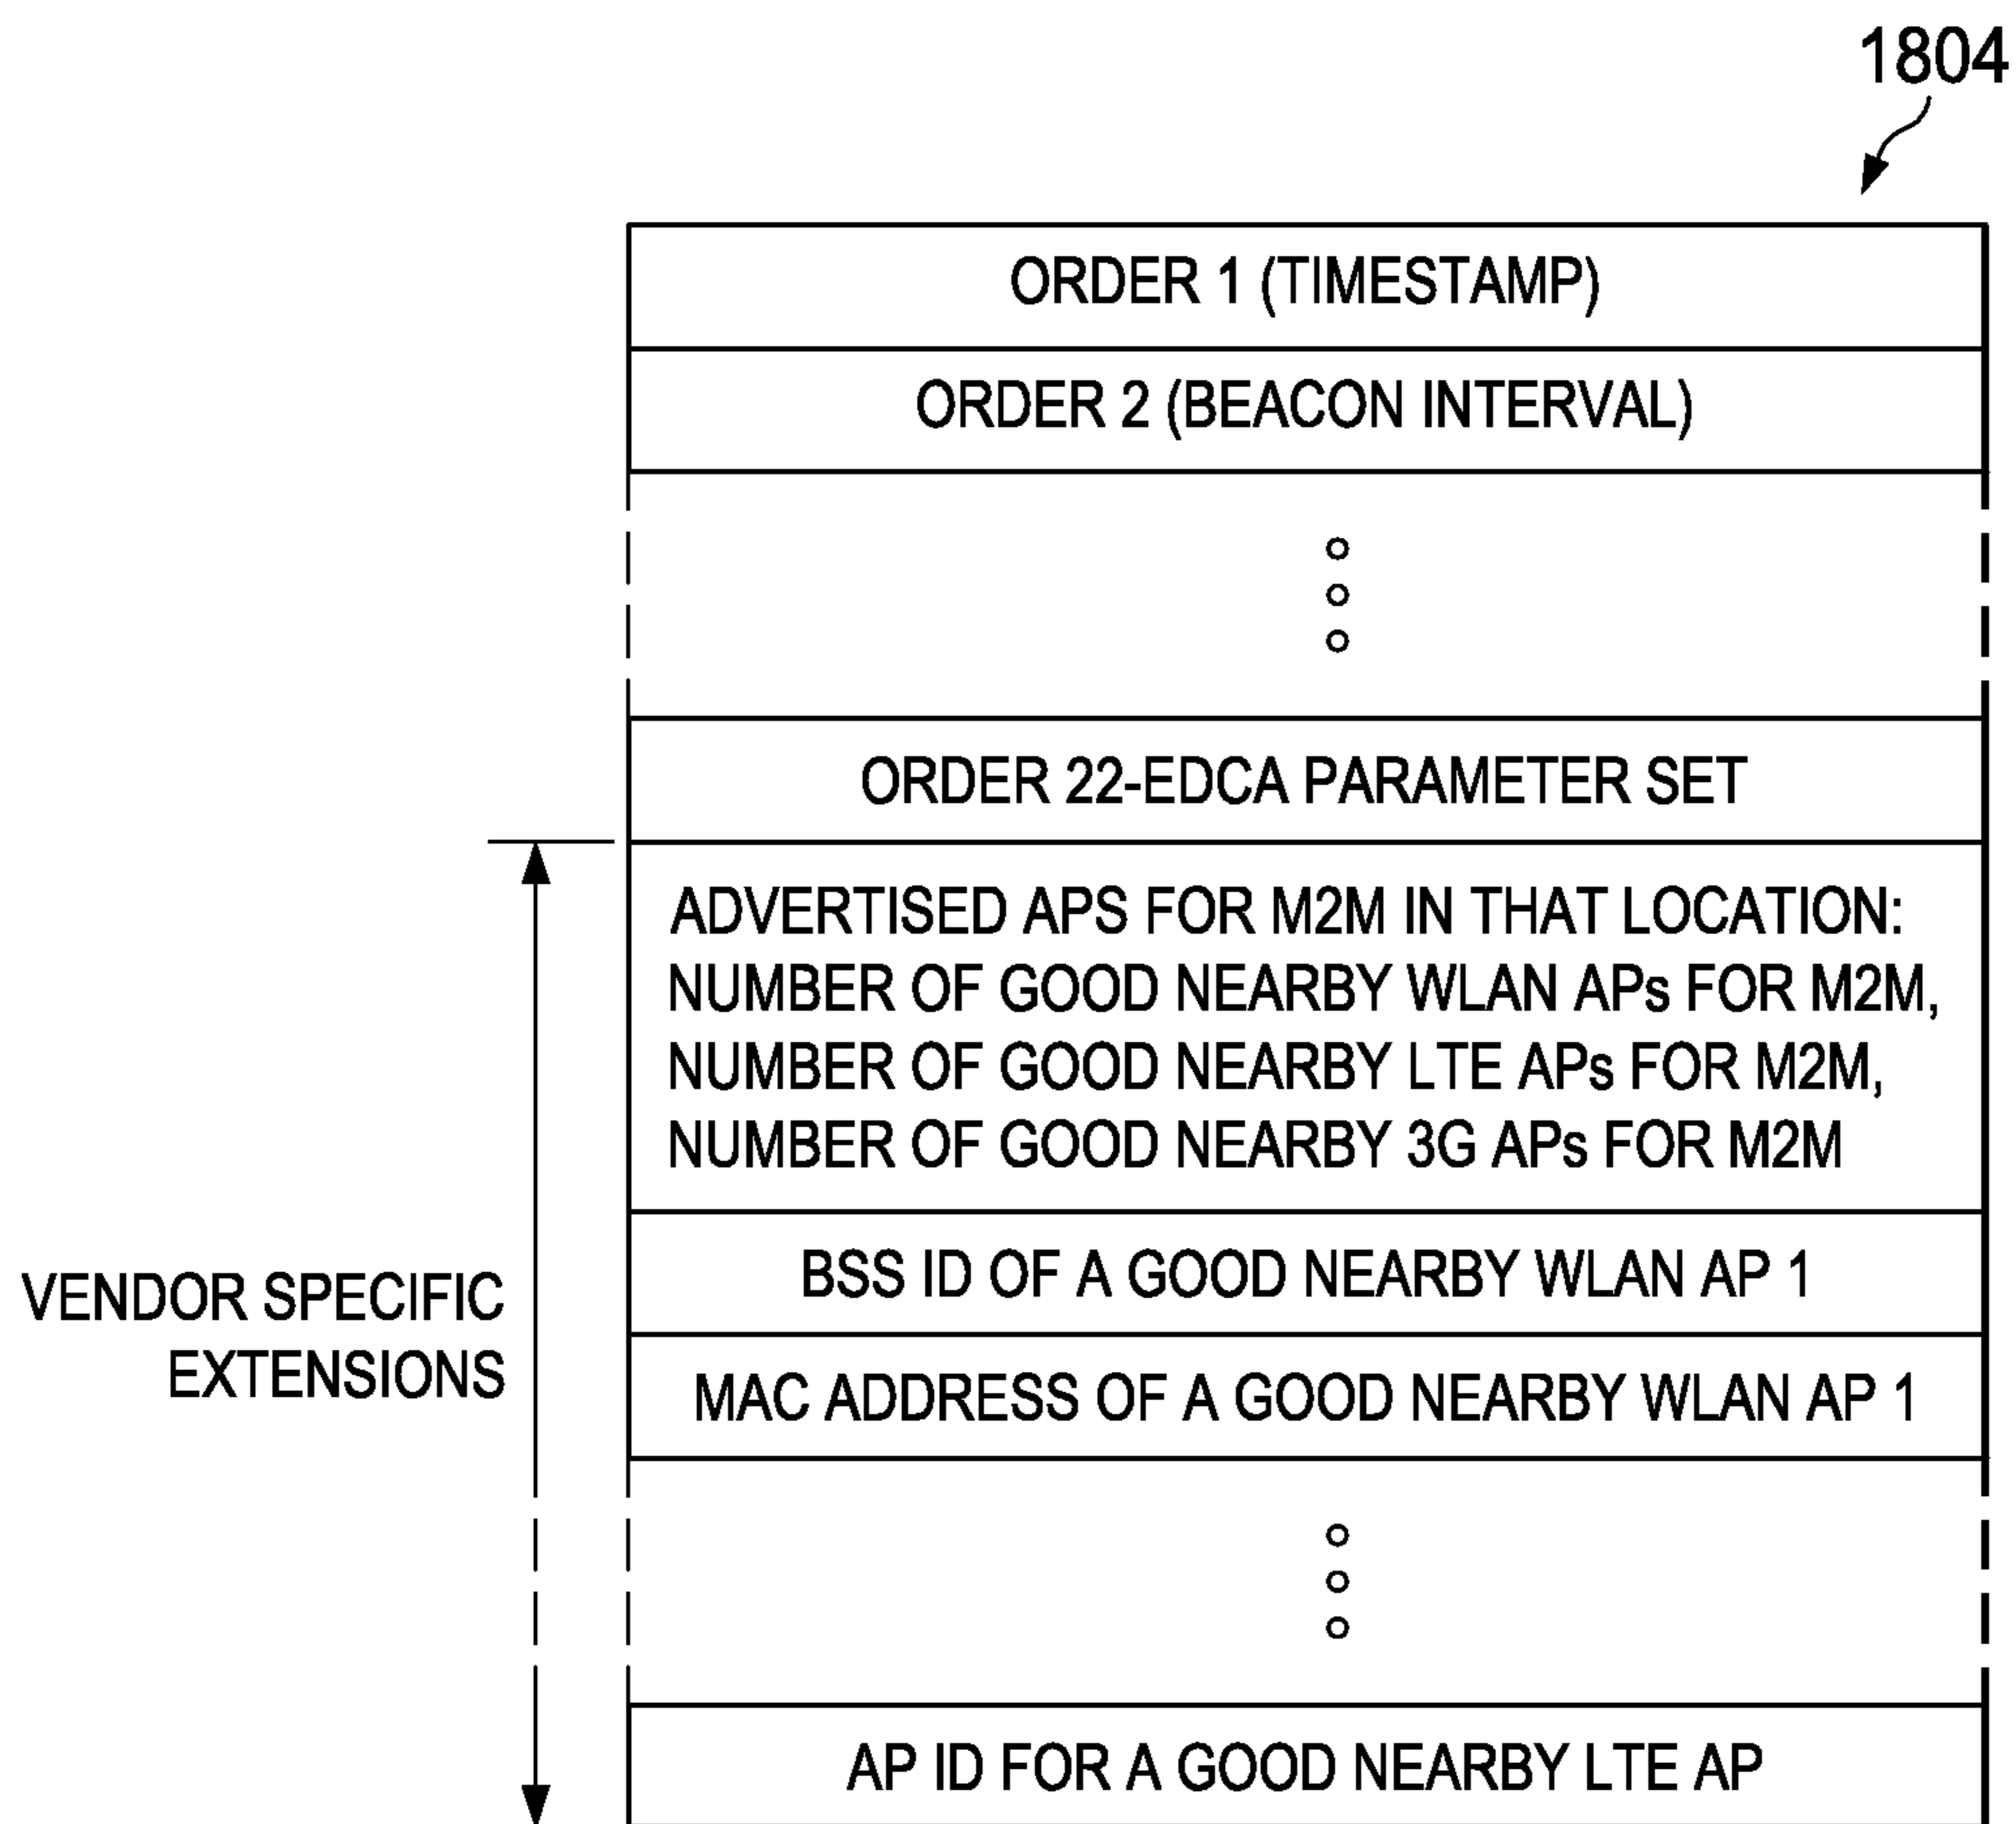 1804
ORDER 1 (TIMESTAMP)
ORDER 2 (BEACON INTERVAL)
ORDER 22-EDCA PARAMETER SET
ADVERTISED APS FOR M2M IN THAT LOCATION:
NUMBER OF GOOD NEARBY WLAN APs FOR M2M,
NUMBER OF GOOD NEARBY LTE APs FOR M2M,
NUMBER OF GOOD NEARBY 3G APs FOR M2M
BSS ID OF A GOOD NEARBY WLAN AP 1
VENDOR SPECIFIC
EXTENSIONS
MAC ADDRESS OF A GOOD NEARBY WLAN AP 1
AP ID FOR A GOOD NEARBY LTE AP